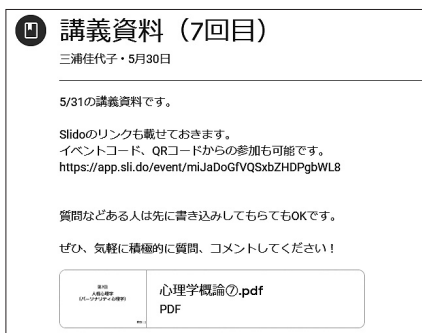 講義資料（7回目）
三浦佳代子・5月30日
5/31の講義資料です。
Slidoのリンクも載せておきます。
イベントコード、QRコードからの参加も可能です。
https://app.sli.do/event/miJaDoGfVQSxbZHDPgbWL8
質問などある人は先に書き込みしてもらてもOKです。
ぜひ、気軽に積極的に質問、コメントしてください！
人格心理学
(パーソナリティ心理学)
心理学概論⑦.pdf
PDF